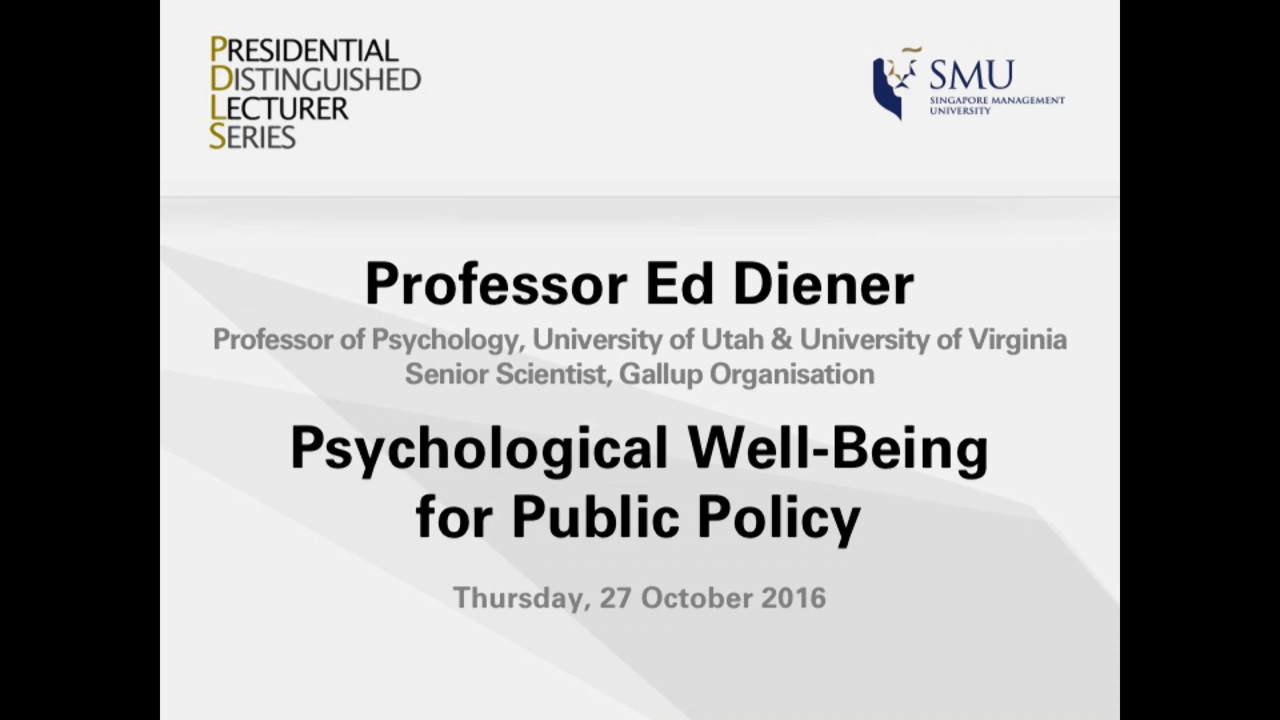 PRESIDENTIAL
DISTINGUISHED
LECTURER
SERIES
SMU
SINGAPORE MANAGEMENT
UNIVERSITY
Professor Ed Diener
Professor of Psychology, University of Utah & University of Virginia
Senior Scientist, Gallup Organisation
Psychological Well-Being
for Public Policy
Thursday, 27 October 2016